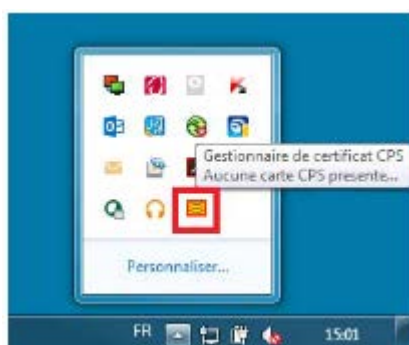 Gestionnaire de certificat CPS
Aucune carte CPS presente...
Personnaliser...
FR
15:01